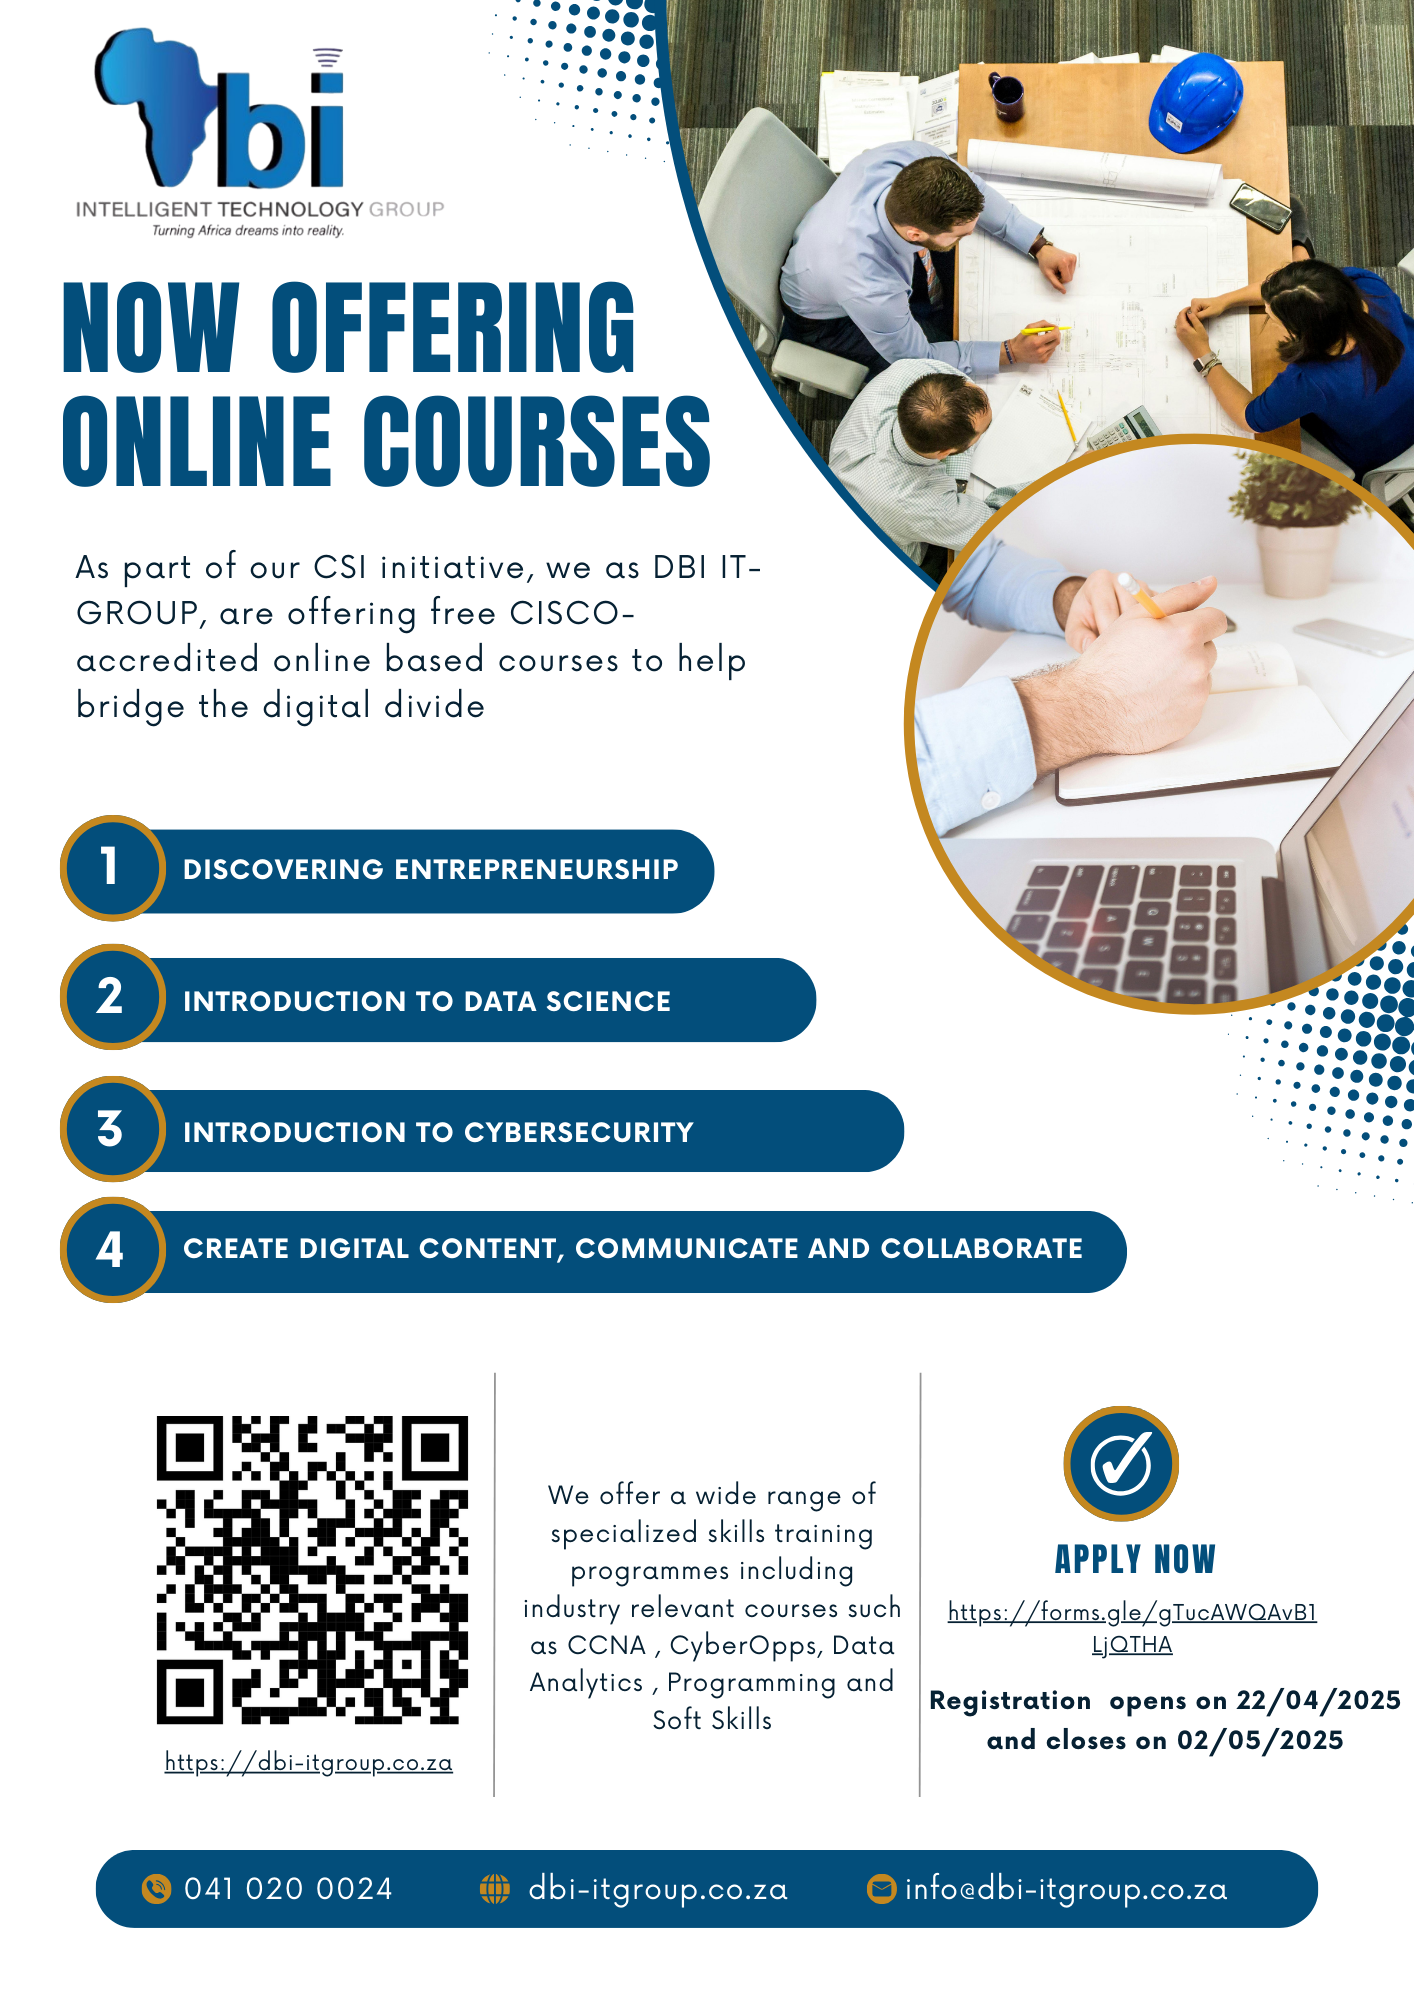 bi
INTELLIGENT TECHNOLOGY GROUP
Turning Africa dreams into reality.
NOW OFFERING
ONLINE COURSES
As part of our CSI initiative, we as DBI IT-
GROUP, are offering free CISCO-
accredited online based courses to help
bridge the digital divide
1 DISCOVERING ENTREPRENEURSHIP
2 INTRODUCTION TO DATA SCIENCE
3 INTRODUCTION TO CYBERSECURITY
4 CREATE DIGITAL CONTENT, COMMUNICATE AND COLLABORATE
https://dbi-itgroup.co.za
We offer a wide range of
specialized skills training
programmes including
industry relevant courses such
as CCNA , CyberOpps, Data
Analytics , Programming and
Soft Skills
APPLY NOW
https://forms.gle/gTucAWQAvB1
LjQTHA
Registration opens on 22/04/2025
and closes on 02/05/2025
041 020 0024
dbi-itgroup.co.za
info@dbi-itgroup.co.za